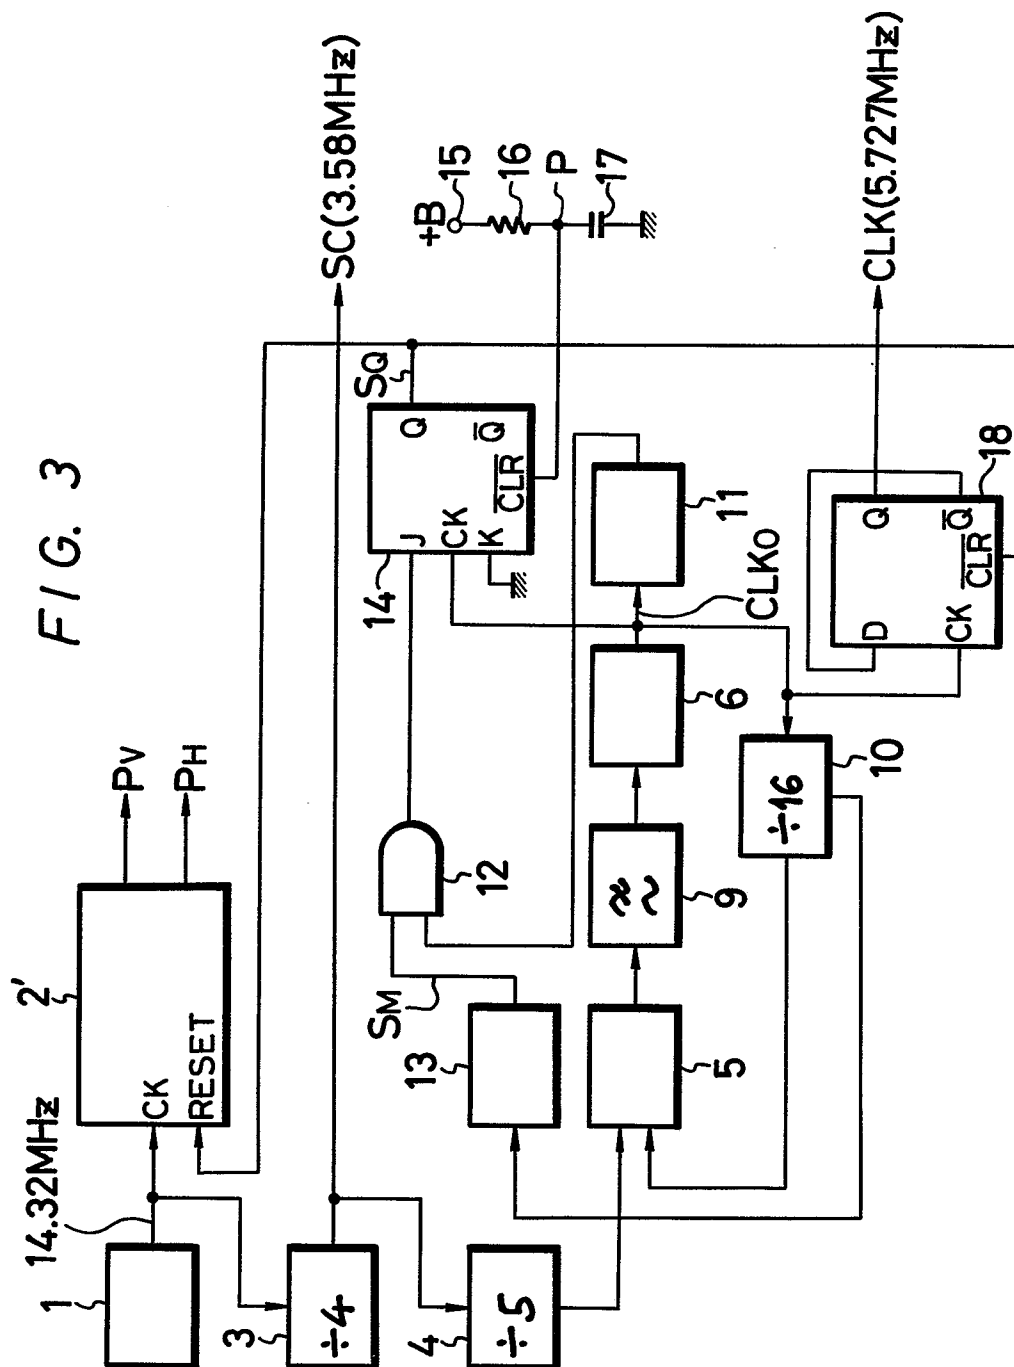 FIG. 3
1
14.32MHz
2'
CK
RESET
PV
PH
3
÷4
SC(3.58MHz)
4
÷5
13
SM
12
14
J
CK
K
Q
Q̅
C̅L̅R̅
SQ
+B
15
16
P
17
5
9
6
CLKO
11
÷16
10
D
CK
Q
Q̅
C̅L̅R̅
18
CLK(5.727MHz)